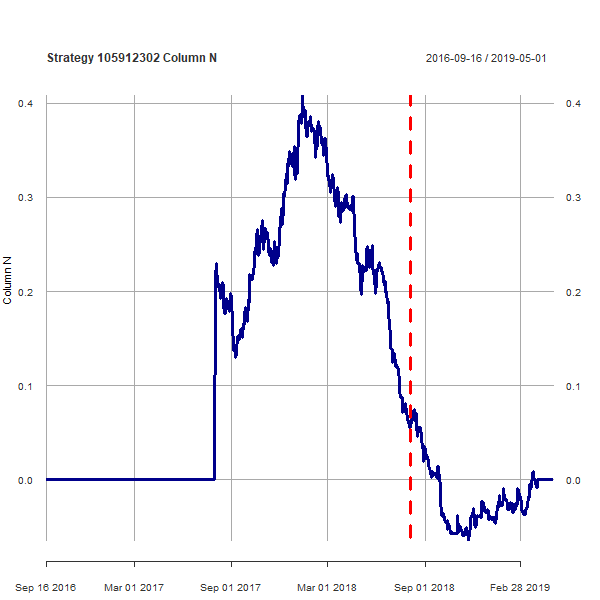 Strategy 105912302 Column N
2016-09-16 / 2019-05-01
0.4
0.4
0.3
0.3
Column N
0.2
0.2
0.1
0.1
0.0
0.0
Sep 16 2016
Mar 01 2017
Sep 01 2017
Mar 01 2018
Sep 01 2018
Feb 28 2019